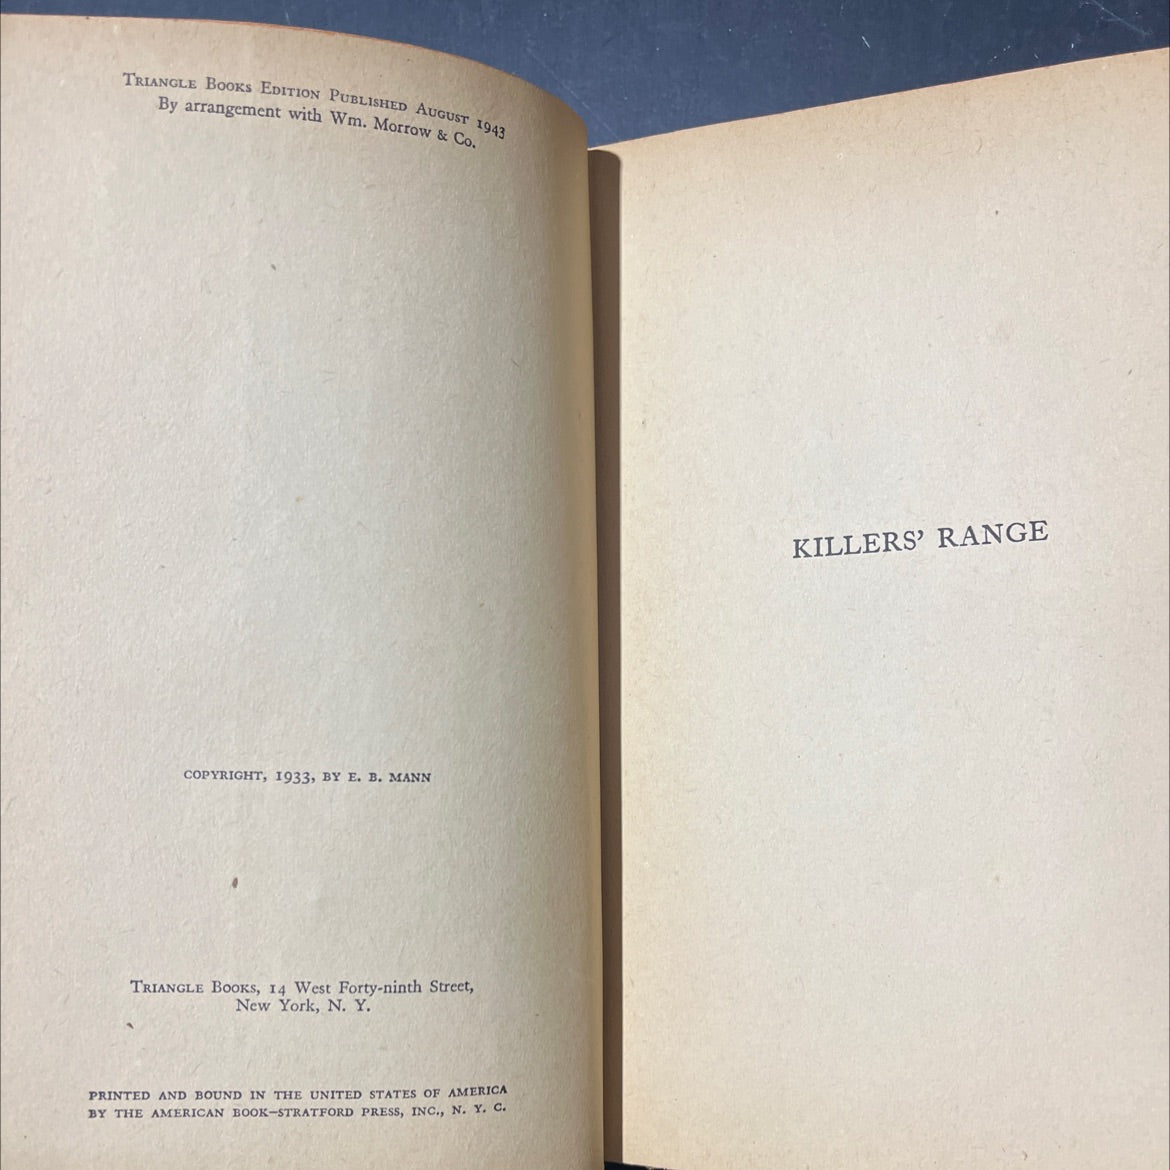 Triangle Books Edition Published August 1943
By arrangement with Wm. Morrow & Co.
COPYRIGHT, 1933, BY E. B. MANN
Triangle Books, 14 West Forty-ninth Street,
New York, N. Y.
PRINTED AND BOUND IN THE UNITED STATES OF AMERICA
BY THE AMERICAN BOOK—STRATFORD PRESS, INC., N. Y. C.
KILLERS’ RANGE